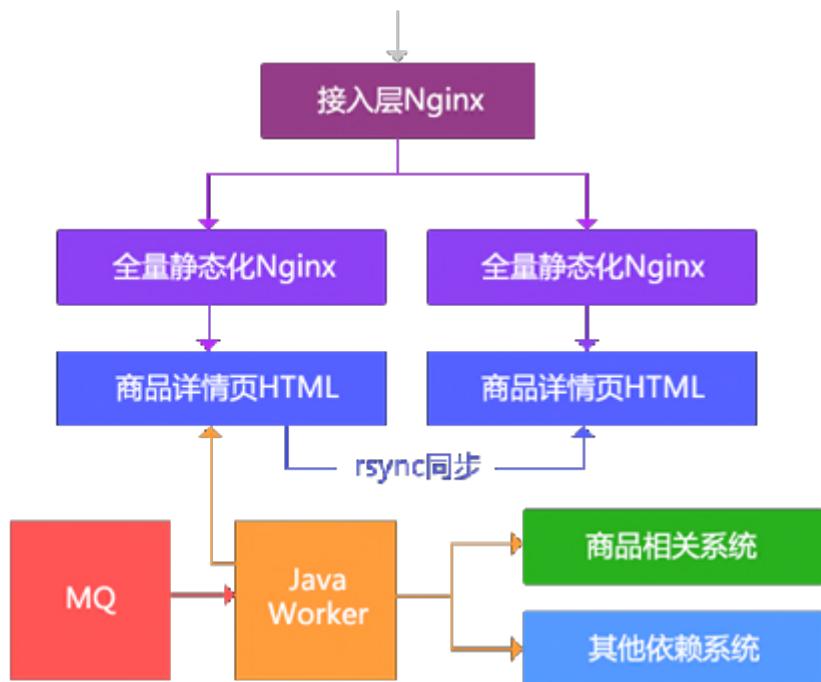 接入层Nginx
全量静态化Nginx
全量静态化Nginx
商品详情页HTML
商品详情页HTML
rsync同步
MQ
Java
Worker
商品相关系统
其他依赖系统